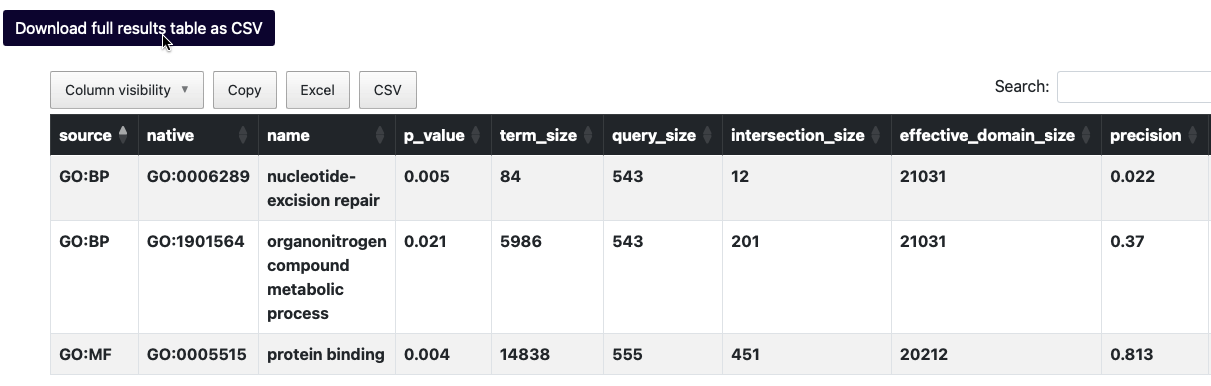 Download full results table as CSV
Column visibility ▼ Copy Excel CSV Search:
source native name p_value term_size query_size intersection_size effective_domain_size precision
GO:BP GO:0006289 nucleotide- 0.005 84 543 12 21031 0.022
excision repair
GO:BP GO:1901564 organonitrogen 0.021 5986 543 201 21031 0.37
compound
metabolic
process
GO:MF GO:0005515 protein binding 0.004 14838 555 451 20212 0.813